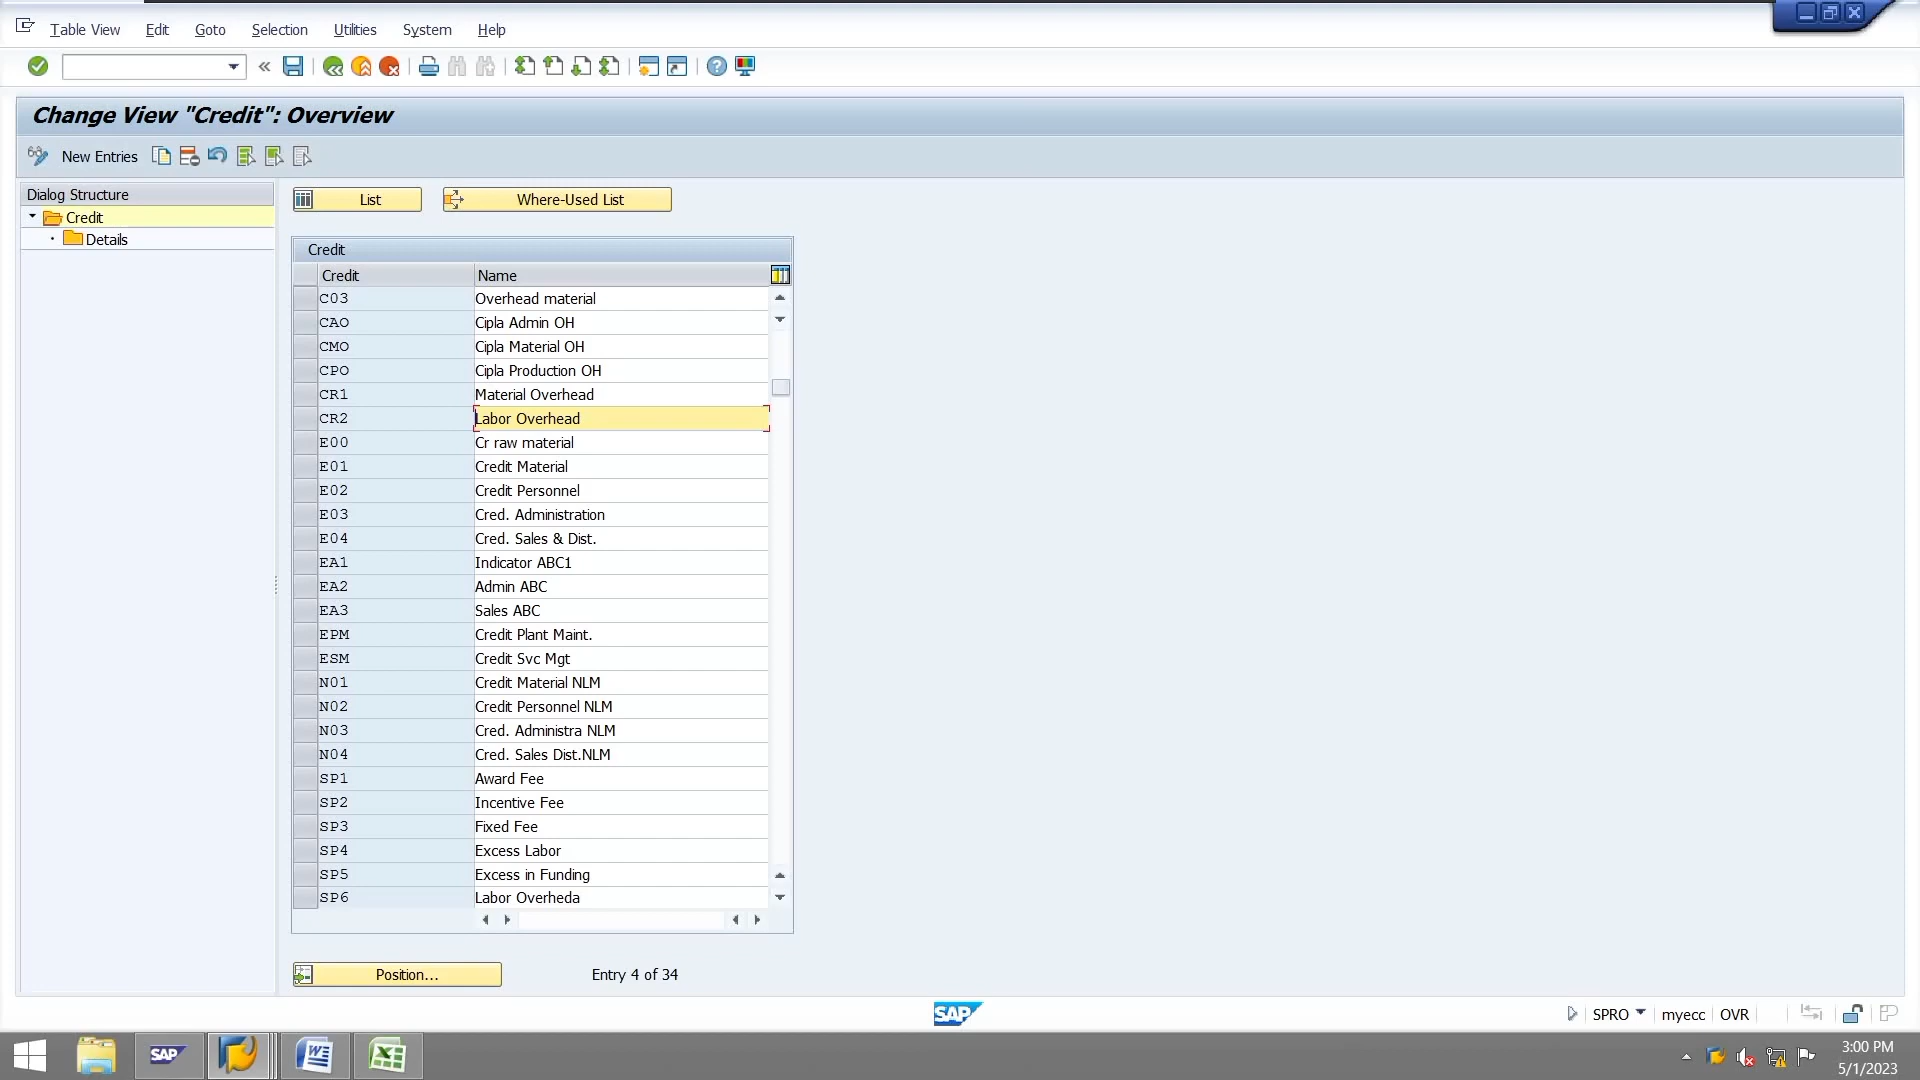 Table View Edit Goto Selection Utilities System Help
Change View "Credit": Overview
New Entries
Dialog Structure
Credit
Details
List Where-Used List
Credit
Credit Name
C03 Overhead material
CAO Cipla Admin OH
CMO Cipla Material OH
CPO Cipla Production OH
CR1 Material Overhead
CR2 Labor Overhead
E00 Cr raw material
E01 Credit Material
E02 Credit Personnel
E03 Cred. Administration
E04 Cred. Sales & Dist.
EA1 Indicator ABC1
EA2 Admin ABC
EA3 Sales ABC
EPM Credit Plant Maint.
ESM Credit Svc Mgt
N01 Credit Material NLM
N02 Credit Personnel NLM
N03 Cred. Administra NLM
N04 Cred. Sales Dist.NLM
SP1 Award Fee
SP2 Incentive Fee
SP3 Fixed Fee
SP4 Excess Labor
SP5 Excess in Funding
SP6 Labor Overheda
Position... Entry 4 of 34
SAP SPRO myecc OVR
SAP
3:00 PM
5/1/2023